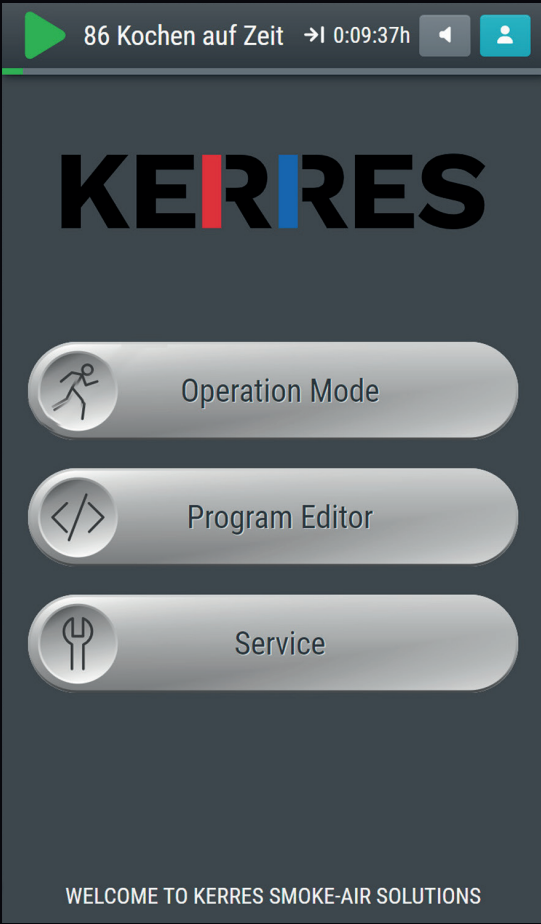 86 Kochen auf Zeit 0:09:37h
KERRES
Operation Mode
Program Editor
Service
WELCOME TO KERRES SMOKE-AIR SOLUTIONS